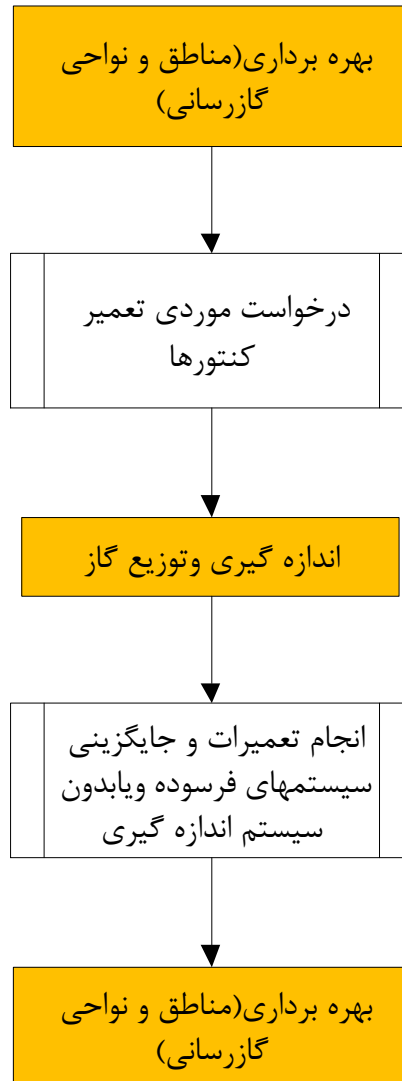 بهره برداری(مناطق و نواحی
گازرسانی)
درخواست موردی تعمیر
کنتورها
اندازه گیری وتوزیع گاز
انجام تعمیرات و جایگزینی
سیستمهای فرسوده ویابدون
سیستم اندازه گیری
بهره برداری(مناطق و نواحی
گازرسانی)